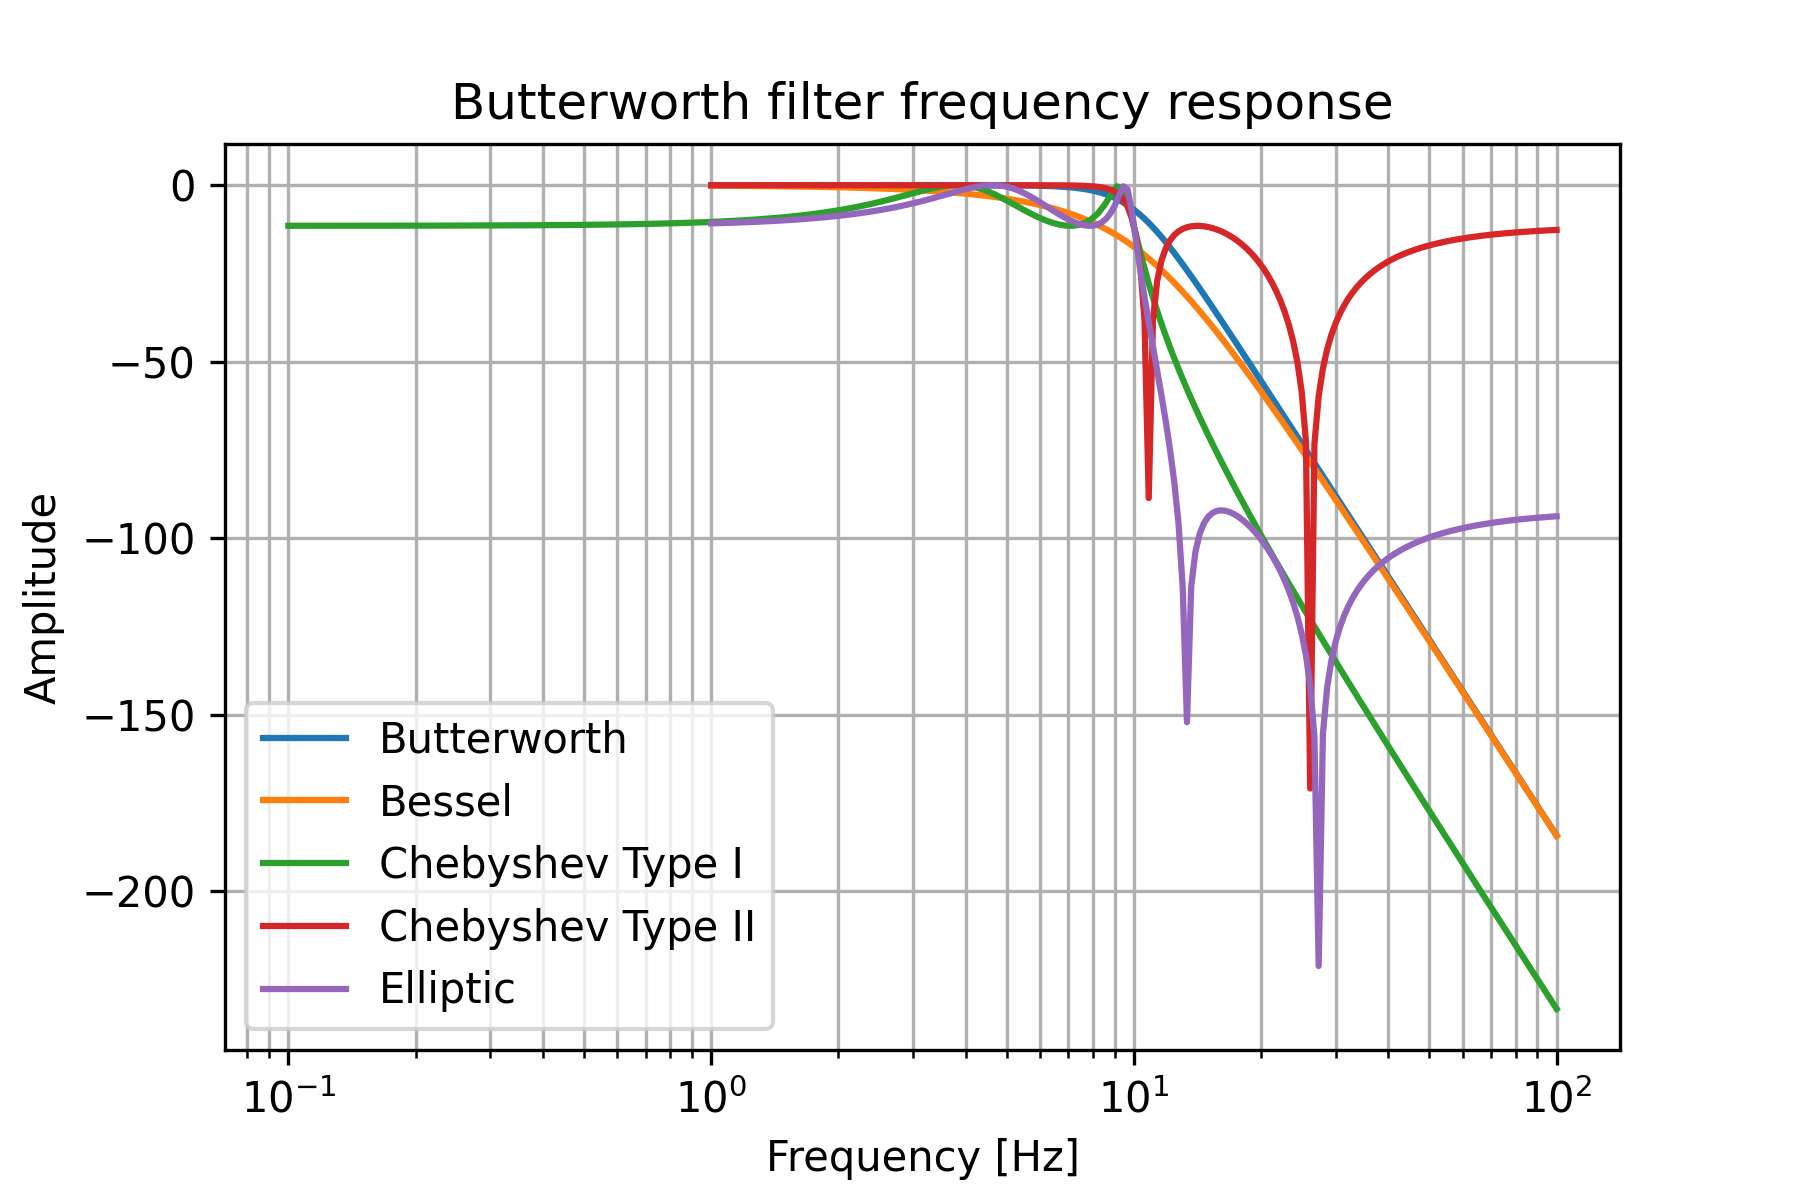 Butterworth filter frequency response
0
−50
−100
−150
−200
Amplitude
Butterworth
Bessel
Chebyshev Type I
Chebyshev Type II
Elliptic
10⁻¹ 10⁰ 10¹ 10²
Frequency [Hz]